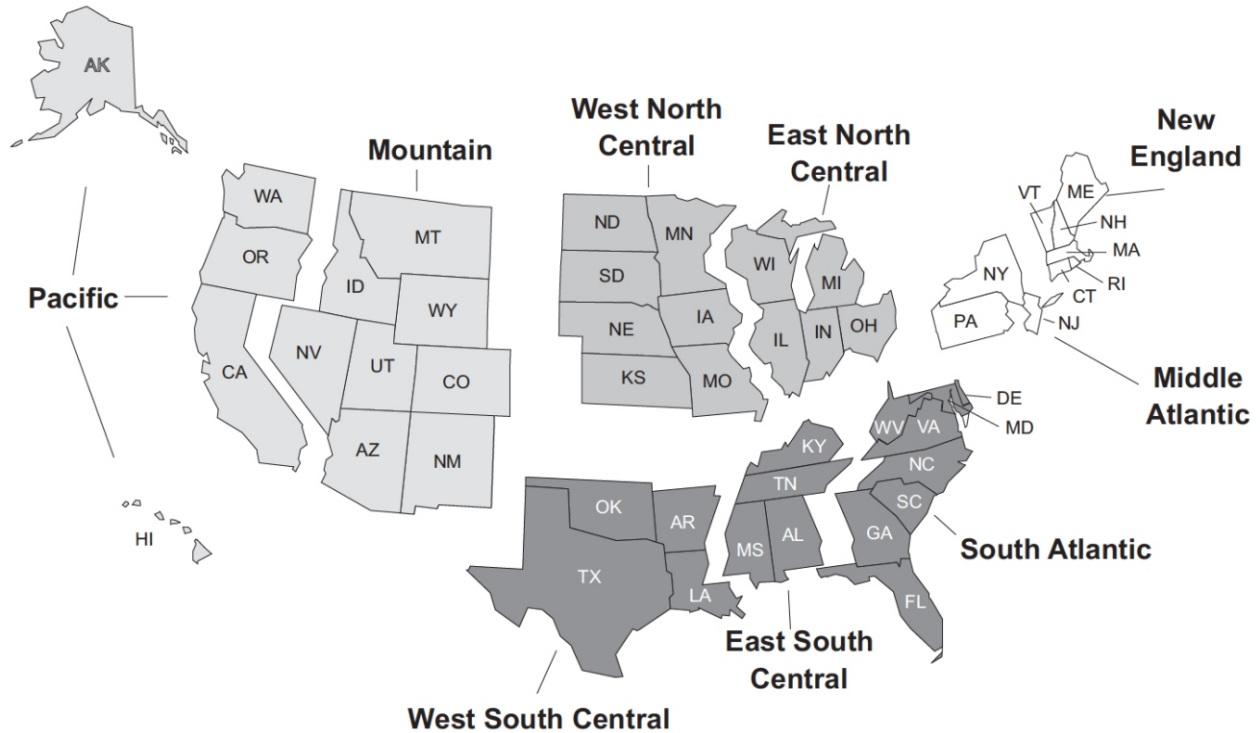 AK
West North
Central
East North
Central
New
England
Mountain
WA
OR
MT
ID
WY
ND
MN
SD
WI
MI
VT
ME
NH
MA
RI
CT
NY
PA
NJ
Pacific
CA
NV
UT
CO
AZ
NM
NE
IA
KS
MO
IL
IN
OH
Middle
Atlantic
HI
DE
MD
WV
VA
KY
NC
TN
SC
OK
AR
MS
AL
GA
TX
LA
FL
South Atlantic
East South
Central
West South Central